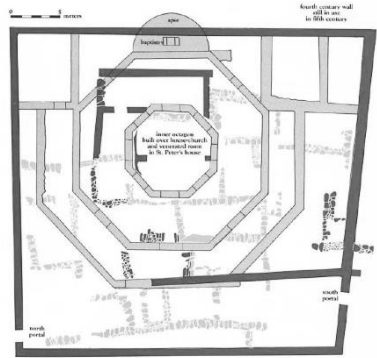 0 5
meters
apse
baptistery
fourth century wall
still in use
in fifth century
inner octagon
built over house-church
and venerated room
in St. Peter's house
north
portal
south
portal